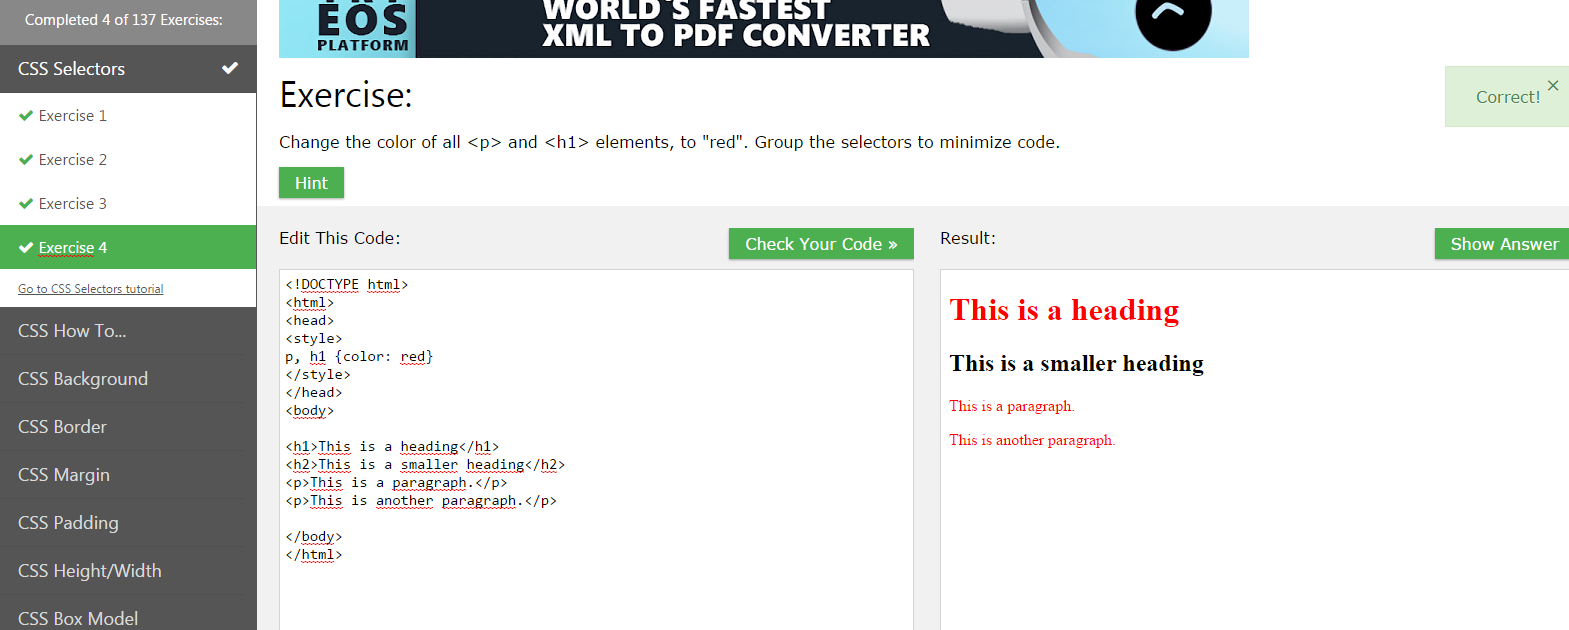 Completed 4 of 137 Exercises:
CSS Selectors
Exercise 1
Exercise 2
Exercise 3
Exercise 4
Go to CSS Selectors tutorial
CSS How To...
CSS Background
CSS Border
CSS Margin
CSS Padding
CSS Height/Width
CSS Box Model
EOS
PLATFORM
WORLD'S FASTEST
XML TO PDF CONVERTER
Exercise:
Correct! ×
Change the color of all <p> and <h1> elements, to "red". Group the selectors to minimize code.
Hint
Edit This Code:
Check Your Code »
<!DOCTYPE html>
<html>
<head>
<style>
p, h1 {color: red}
</style>
</head>
<body>
<h1>This is a heading</h1>
<h2>This is a smaller heading</h2>
<p>This is a paragraph.</p>
<p>This is another paragraph.</p>
</body>
</html>
Result:
Show Answer
This is a heading
This is a smaller heading
This is a paragraph.
This is another paragraph.